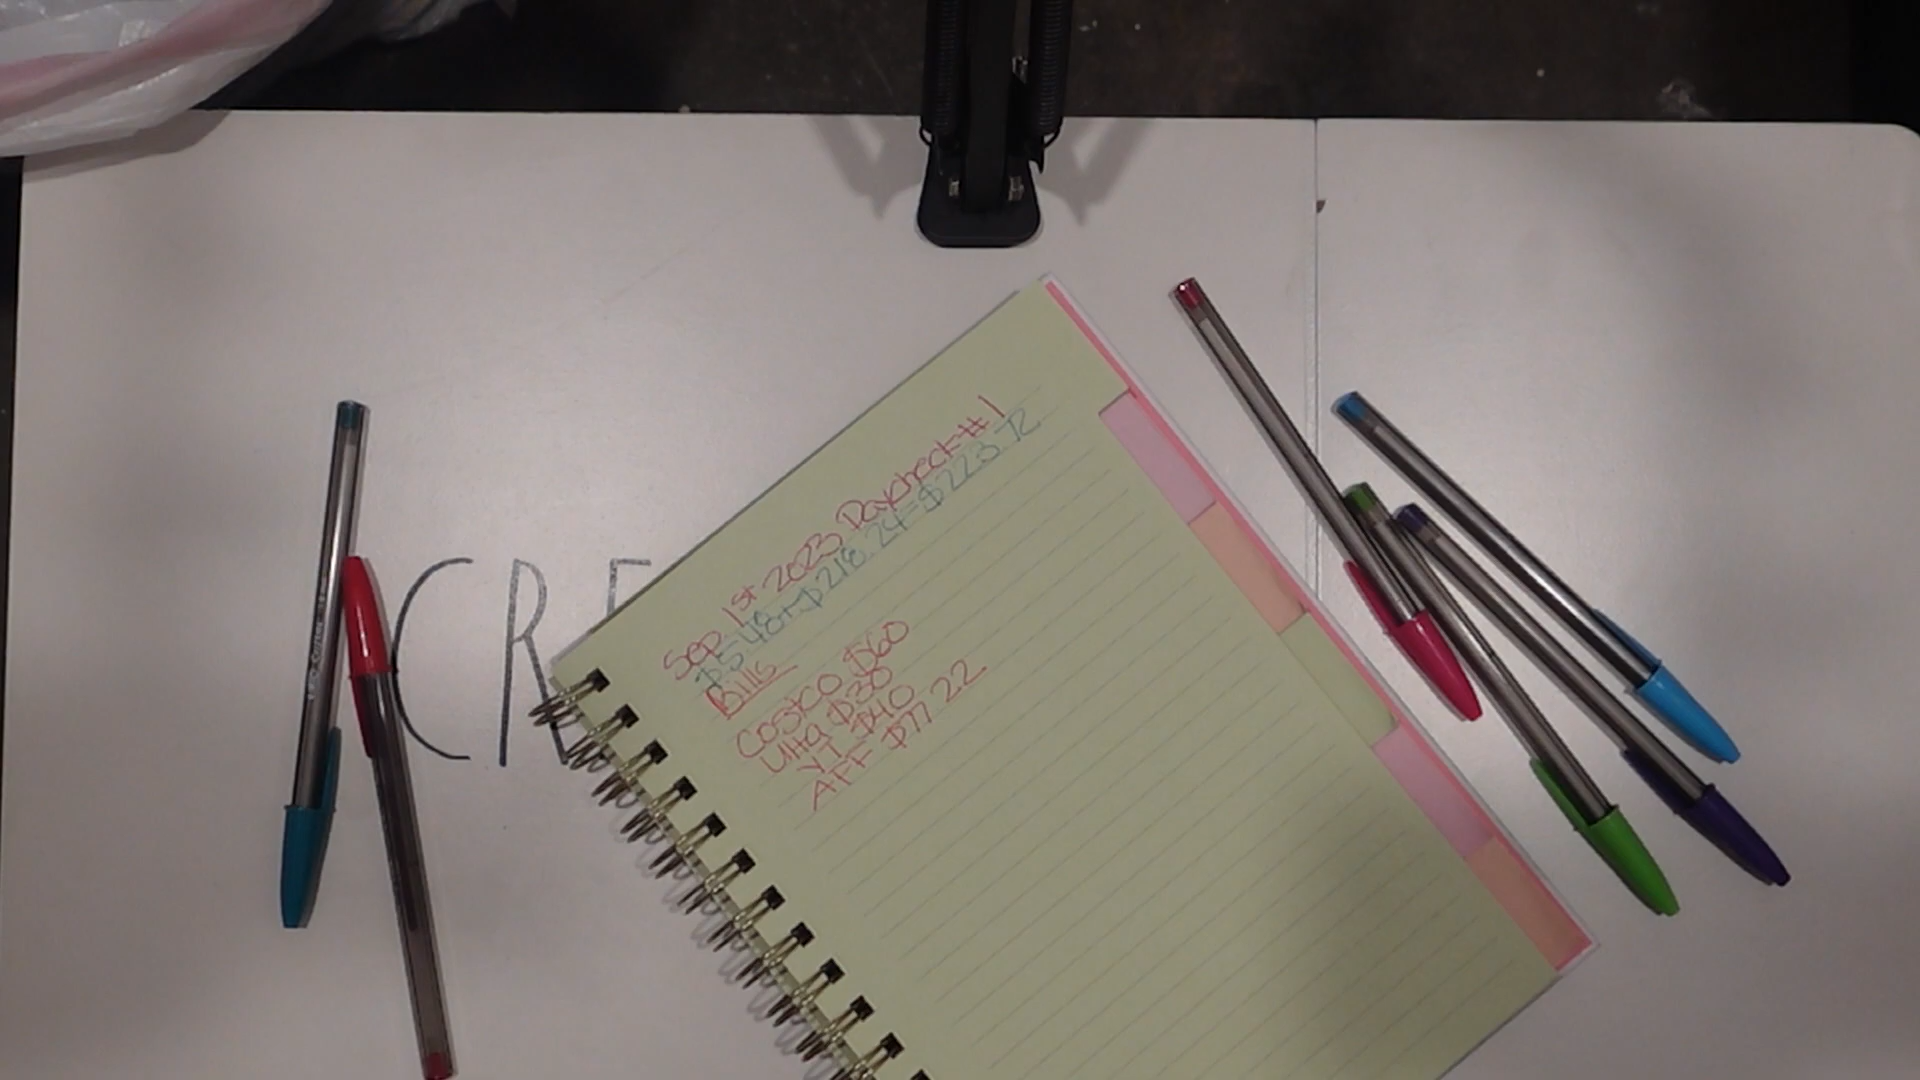 CRE
Sep 1st 2023 Paycheck #1
$5.48 + $218.24 = $223.72
Bills
Costco $60
Ulta $30
YT $40
AFF $77 22